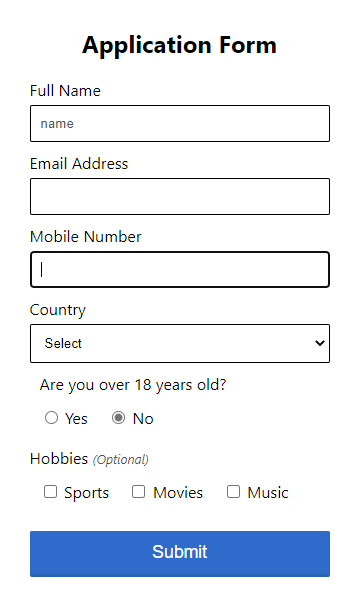 Application Form
Full Name
name
Email Address
Mobile Number
Country
Select
Are you over 18 years old?
Yes No
Hobbies (Optional)
Sports Movies Music
Submit